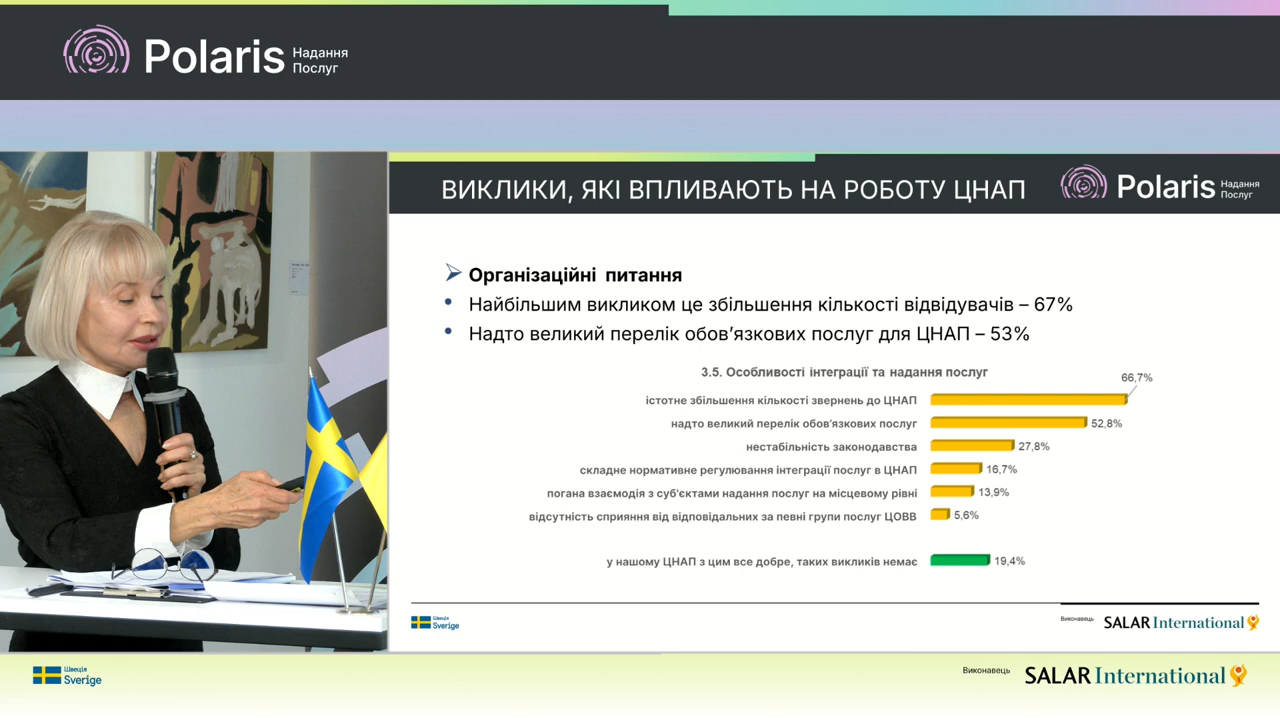 Polaris Надання
Послуг
ВИКЛИКИ, ЯКІ ВПЛИВАЮТЬ НА РОБОТУ ЦНАП
Polaris Надання
Послуг
Організаційні питання
Найбільшим викликом це збільшення кількості відвідувачів – 67%
Надто великий перелік обов’язкових послуг для ЦНАП – 53%
3.5. Особливості інтеграції та надання послуг
істотне збільшення кількості звернень до ЦНАП 66,7%
надто великий перелік обов'язкових послуг 52,8%
нестабільність законодавства 27,8%
складне нормативне регулювання інтеграції послуг в ЦНАП 16,7%
погана взаємодія з суб'єктами надання послуг на місцевому рівні 13,9%
відсутність сприяння від відповідальних за певні групи послуг ЦОВВ 5,6%
у нашому ЦНАП з цим все добре, таких викликів немає 19,4%
Швеція
Sverige
Виконавець SALAR International
Швеція
Sverige
Виконавець SALAR International